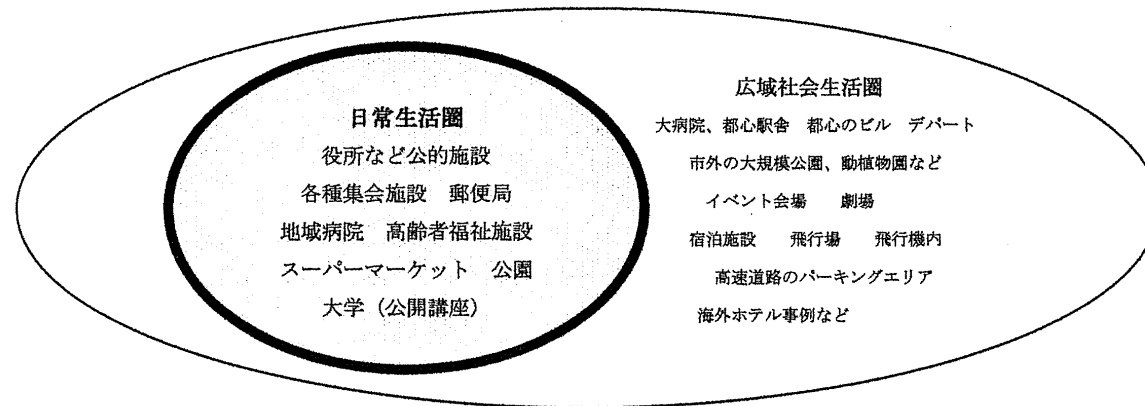 日常生活圏
役所など公的施設
各種集会施設　郵便局
地域病院　高齢者福祉施設
スーパーマーケット　公園
大学（公開講座）
広域社会生活圏
大病院、都心駅舎　都心のビル　デパート
市外の大規模公園、動植物園など
イベント会場　劇場
宿泊施設　飛行場　飛行機内
高速道路のパーキングエリア
海外ホテル事例など